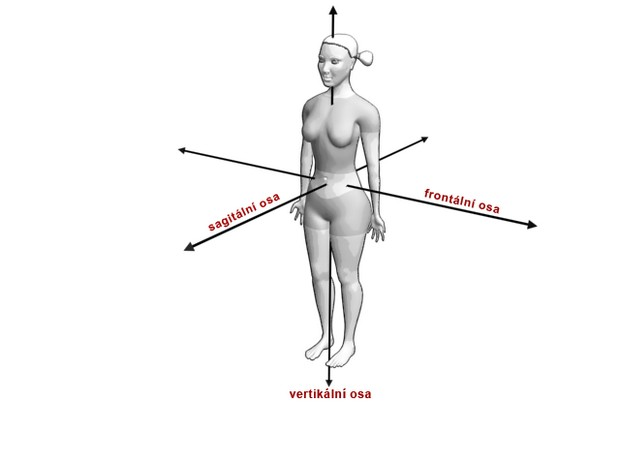 sagitální osa
frontální osa
vertikální osa